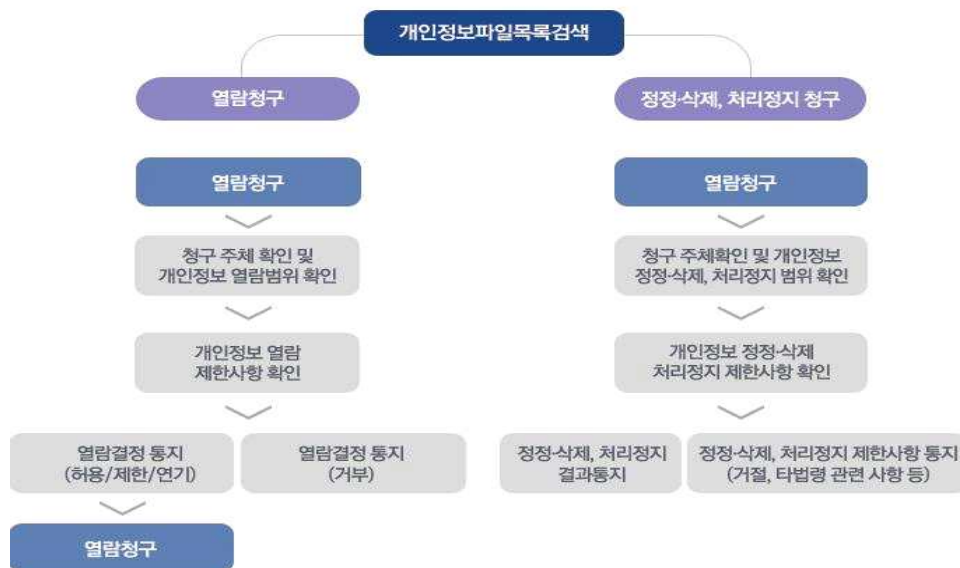 개인정보파일목록검색
열람청구
정정·삭제, 처리정지 청구
열람청구
열람청구
청구 주체 확인 및
개인정보 열람범위 확인
청구 주체확인 및 개인정보
정정·삭제, 처리정지 범위 확인
개인정보 열람
제한사항 확인
개인정보 정정·삭제
처리정지 제한사항 확인
열람결정 통지
(허용/제한/연기)
열람결정 통지
(거부)
정정·삭제, 처리정지
결과통지
정정·삭제, 처리정지 제한사항 통지
(거절, 타법령 관련 사항 등)
열람청구